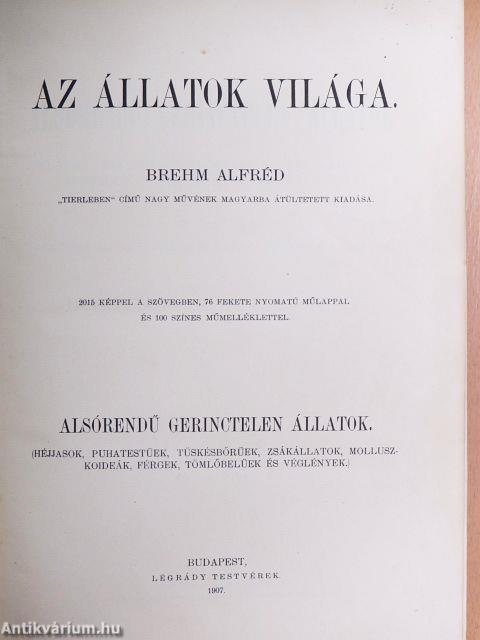 AZ ÁLLATOK VILÁGA.
BREHM ALFRÉD
„TIERLEBEN“ CÍMŰ NAGY MŰVÉNEK MAGYARBA ÁTÜLTETETT KIADÁSA.
2015 KÉPPEL A SZÖVEGBEN, 76 FEKETE NYOMATÚ MŰLAPPAL
ÉS 100 SZÍNES MŰMELLÉKLETTEL.
ALSÓRENDŰ GERINCTELEN ÁLLATOK.
(HÉJJASOK, PUHATESTŰEK, TÜSKÉSBŐRŰEK, ZSÁKÁLLATOK, MOLLUSZ-
KOIDEÁK, FÉRGEK, TÖMLŐBELŰEK ÉS VÉGLÉNYEK.)
BUDAPEST,
LÉGRÁDY TESTVÉREK.
1907.
Antikvárium.hu